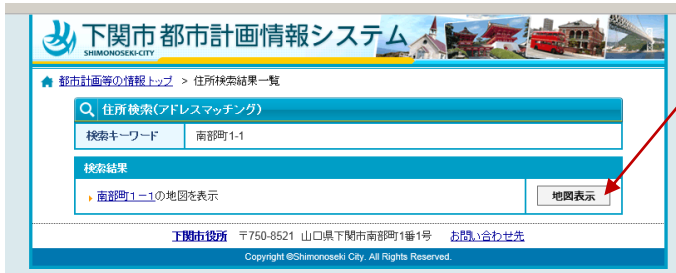 下関市 都市計画情報システム
SHIMONOSEKI-CITY
都市計画等の情報トップ > 住所検索結果一覧
住所検索(アドレスマッチング)
検索キーワード 南部町1-1
検索結果
南部町1-1の地図を表示 地図表示
下関市役所 〒750-8521 山口県下関市南部町1番1号 お問い合わせ先
Copyright ©Shimonoseki City. All Rights Reserved.